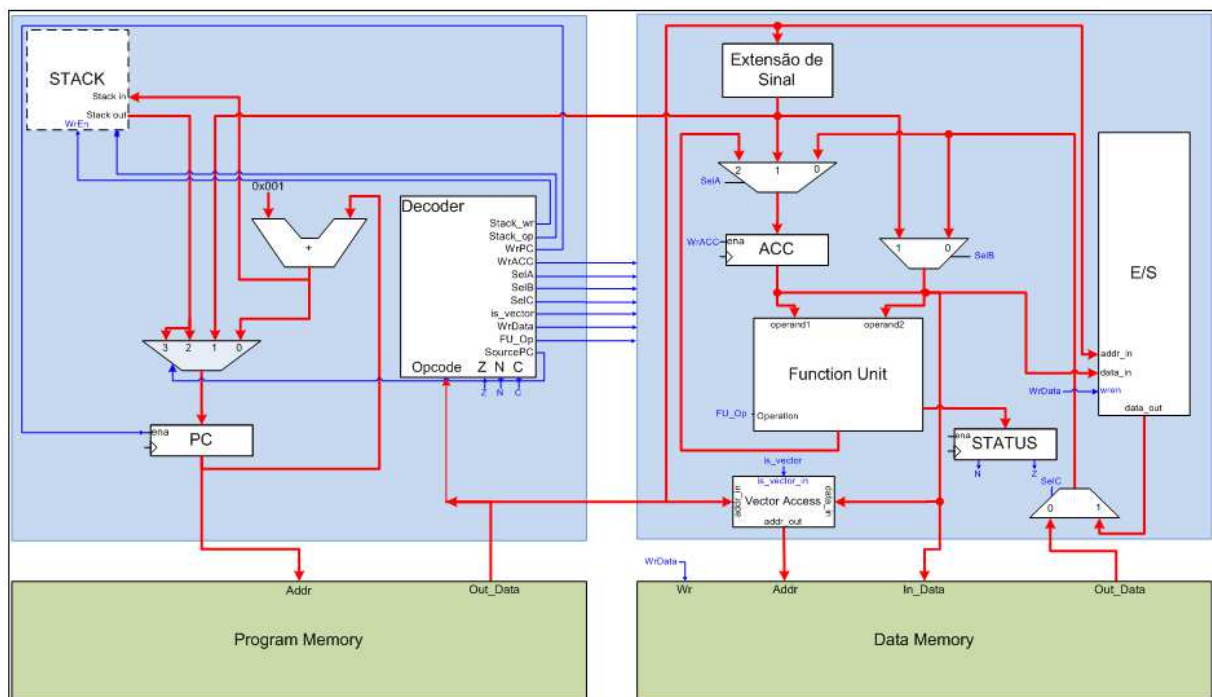 STACK
Stack in
Stack out
WrEn
0x001
+
3 2 1 0
ena
PC
Decoder
Stack_wr
Stack_op
WrPC
WrACC
SelA
SelB
SelC
is_vector
WrData
FU_Op
SourcePC
Opcode Z N C
Z N C
Extensão de
Sinal
2 1 0
SelA
WrACC
ena
ACC
1 0
SelB
operand1
operand2
Function Unit
FU_Op
Operation
E/S
addr_in
data_in
WrData
wren
data_out
ena
STATUS
N Z
is_vector
is_vector_in
addr_in
Vector Access
data_in
addr_out
SelC
0 1
Addr
Out_Data
Program Memory
WrData
Wr
Addr
In_Data
Out_Data
Data Memory